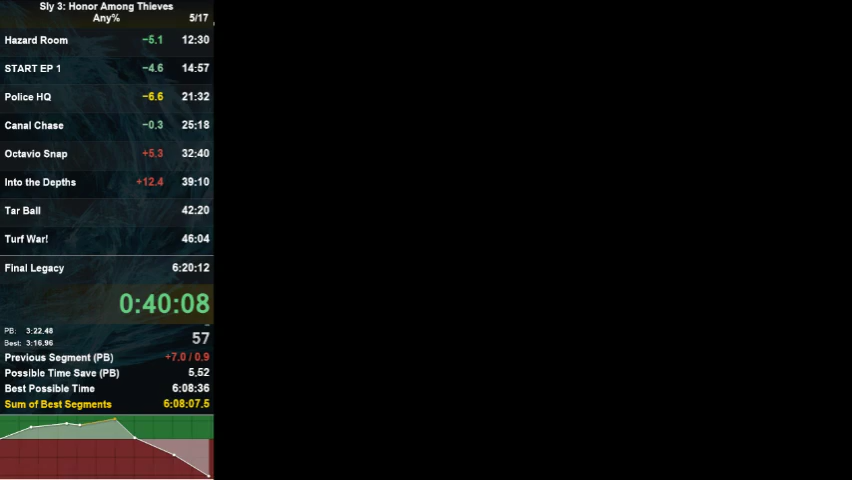 Sly 3: Honor Among Thieves
Any% 5/17
Hazard Room −5.1 12:30
START EP 1 −4.6 14:57
Police HQ −6.6 21:32
Canal Chase −0.3 25:18
Octavio Snap +5.3 32:40
Into the Depths +12.4 39:10
Tar Ball 42:20
Turf War! 46:04
Final Legacy 6:20:12
0:40:08
PB: 3:22.48
Best: 3:16.96
57
Previous Segment (PB) +7.0 / 0.9
Possible Time Save (PB) 5.52
Best Possible Time 6:08:36
Sum of Best Segments 6:08:07.5